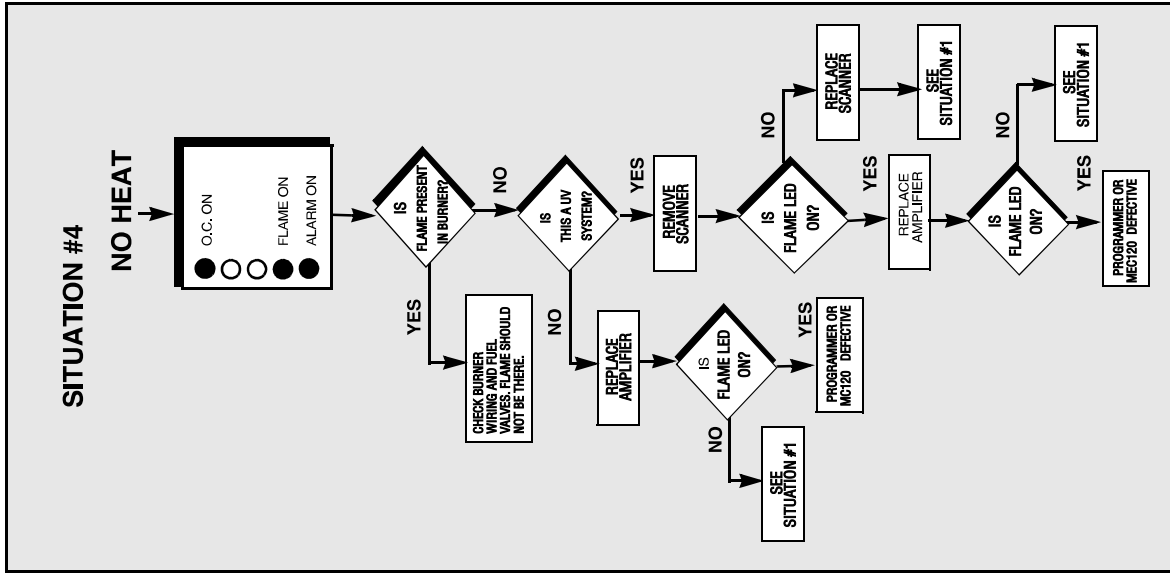 SITUATION #4
NO HEAT
O.C. ON
FLAME ON
ALARM ON
IS
FLAME PRESENT
IN BURNER?
YES
CHECK BURNER
WIRING AND FUEL
VALVES. FLAME SHOULD
NOT BE THERE.
NO
IS
THIS A UV
SYSTEM?
NO
REPLACE
AMPLIFIER
IS
FLAME LED
ON?
NO
SEE
SITUATION #1
YES
PROGRAMMER OR
MC120 DEFECTIVE
YES
REMOVE
SCANNER
IS
FLAME LED
ON?
NO
REPLACE
SCANNER
SEE
SITUATION #1
YES
REPLACE
AMPLIFIER
IS
FLAME LED
ON?
NO
SEE
SITUATION #1
YES
PROGRAMMER OR
MEC120 DEFECTIVE